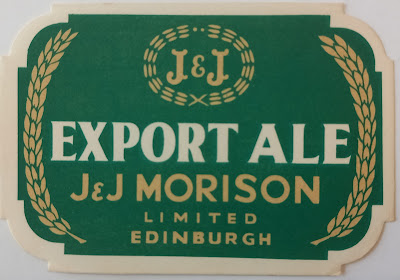 J&J
EXPORT ALE
J&J MORISON
LIMITED
EDINBURGH